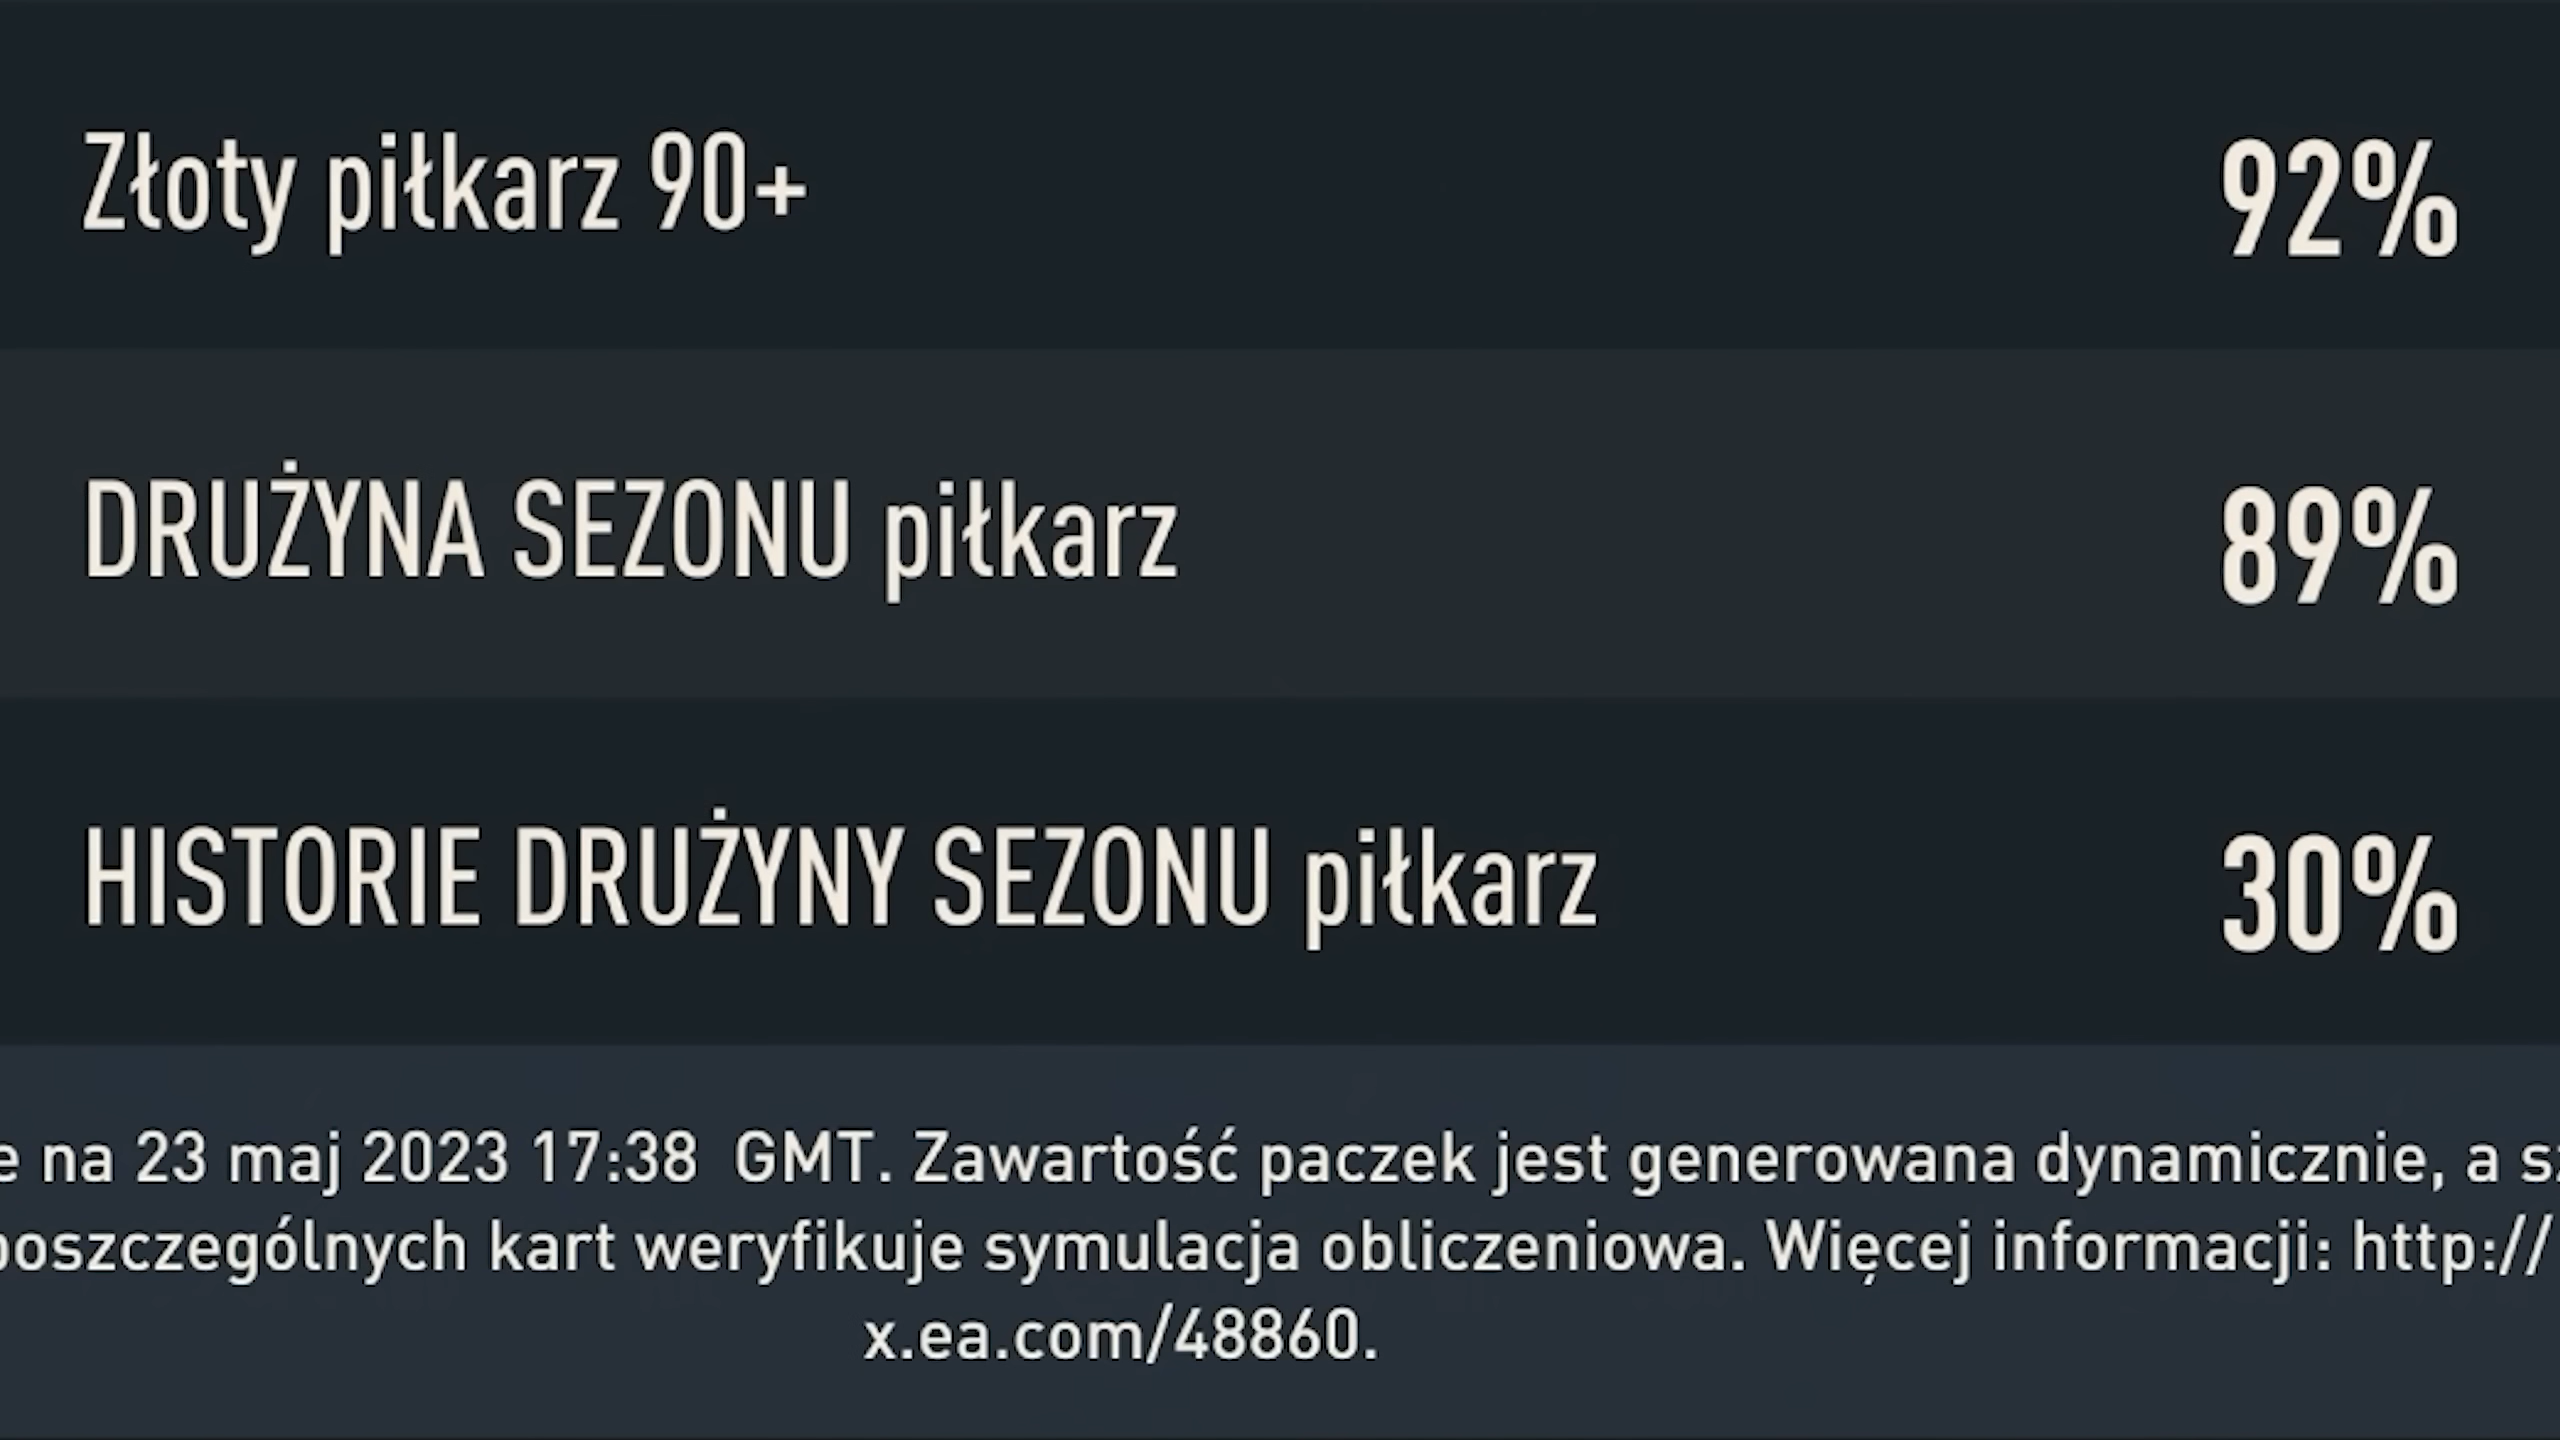 Złoty piłkarz 90+ 92%
DRUŻYNA SEZONU piłkarz 89%
HISTORIE DRUŻYNY SEZONU piłkarz 30%
e na 23 maj 2023 17:38 GMT. Zawartość paczek jest generowana dynamicznie, a sz
poszczególnych kart weryfikuje symulacja obliczeniowa. Więcej informacji: http://
x.ea.com/48860.